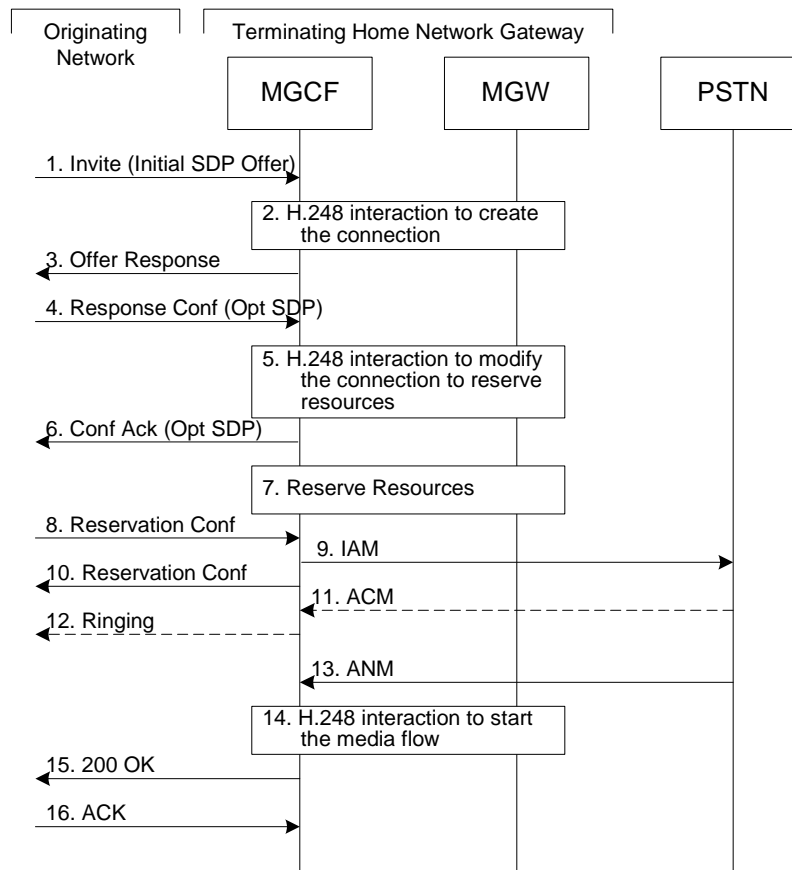 Originating
Network
Terminating Home Network Gateway
MGCF
MGW
PSTN
1. Invite (Initial SDP Offer)
2. H.248 interaction to create
the connection
3. Offer Response
4. Response Conf (Opt SDP)
5. H.248 interaction to modify
the connection to reserve
resources
6. Conf Ack (Opt SDP)
7. Reserve Resources
8. Reservation Conf
9. IAM
10. Reservation Conf
11. ACM
12. Ringing
13. ANM
14. H.248 interaction to start
the media flow
15. 200 OK
16. ACK